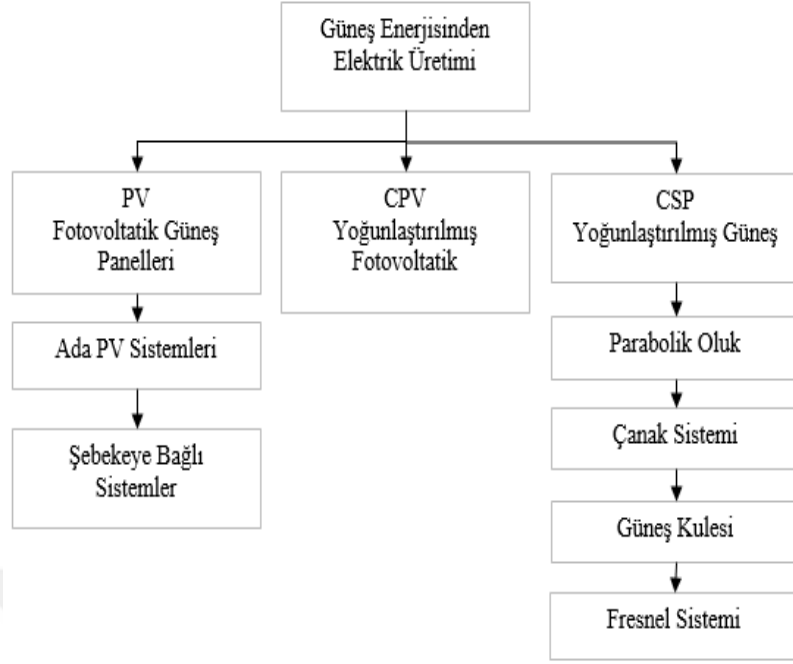 Güneş Enerjisinden
Elektrik Üretimi
PV
Fotovoltatik Güneş
Panelleri
CPV
Yoğunlaştırılmış
Fotovoltatik
CSP
Yoğunlaştırılmış Güneş
Ada PV Sistemleri
Şebekeye Bağlı
Sistemler
Parabolik Oluk
Çanak Sistemi
Güneş Kulesi
Fresnel Sistemi